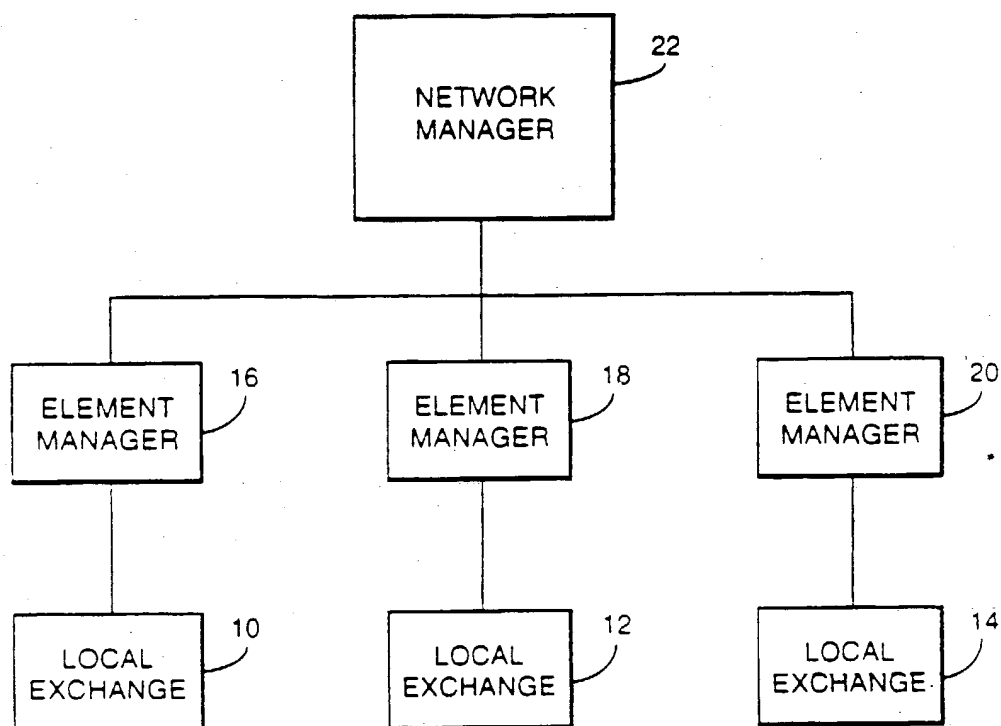 22
NETWORK
MANAGER
16
18
20
ELEMENT
MANAGER
ELEMENT
MANAGER
ELEMENT
MANAGER
10
12
14
LOCAL
EXCHANGE
LOCAL
EXCHANGE
LOCAL
EXCHANGE